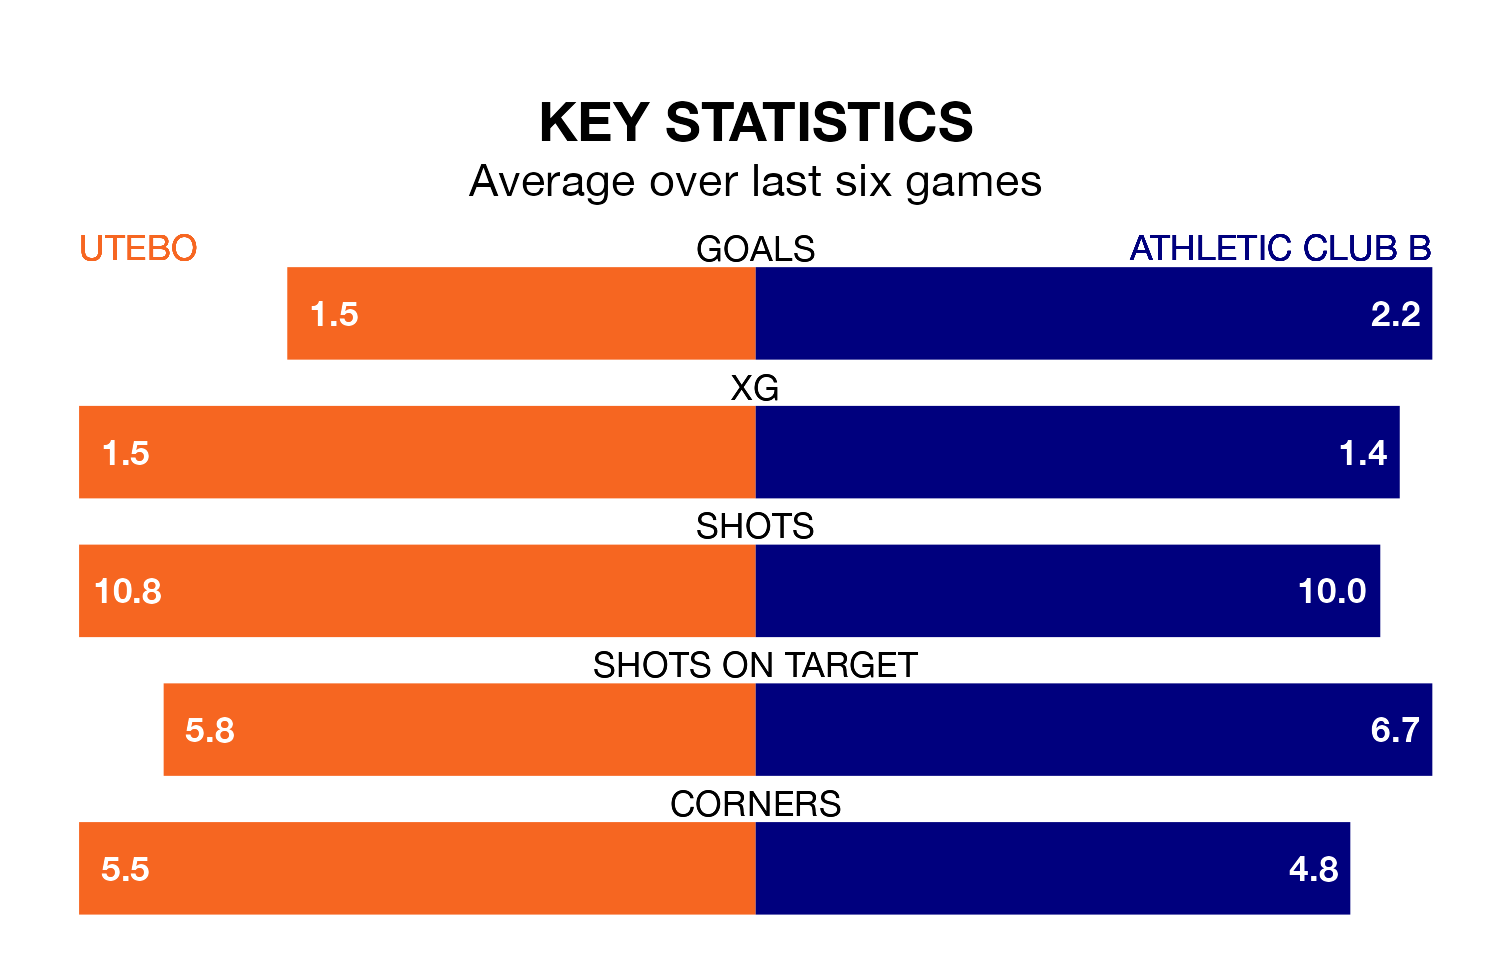 KEY STATISTICS
Average over last six games
UTEBO GOALS ATHLETIC CLUB B
1.5 2.2
XG
1.5 1.4
SHOTS
10.8 10.0
SHOTS ON TARGET
5.8 6.7
CORNERS
5.5 4.8